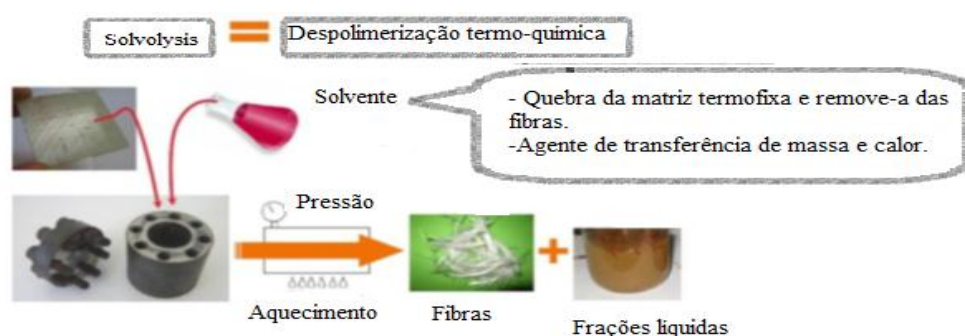 Solvolysis
=
Despolimerização termo-quimica
Solvente
- Quebra da matriz termofixa e remove-a das
fibras.
-Agente de transferência de massa e calor.
Pressão
+
Aquecimento
Fibras
Frações liquidas